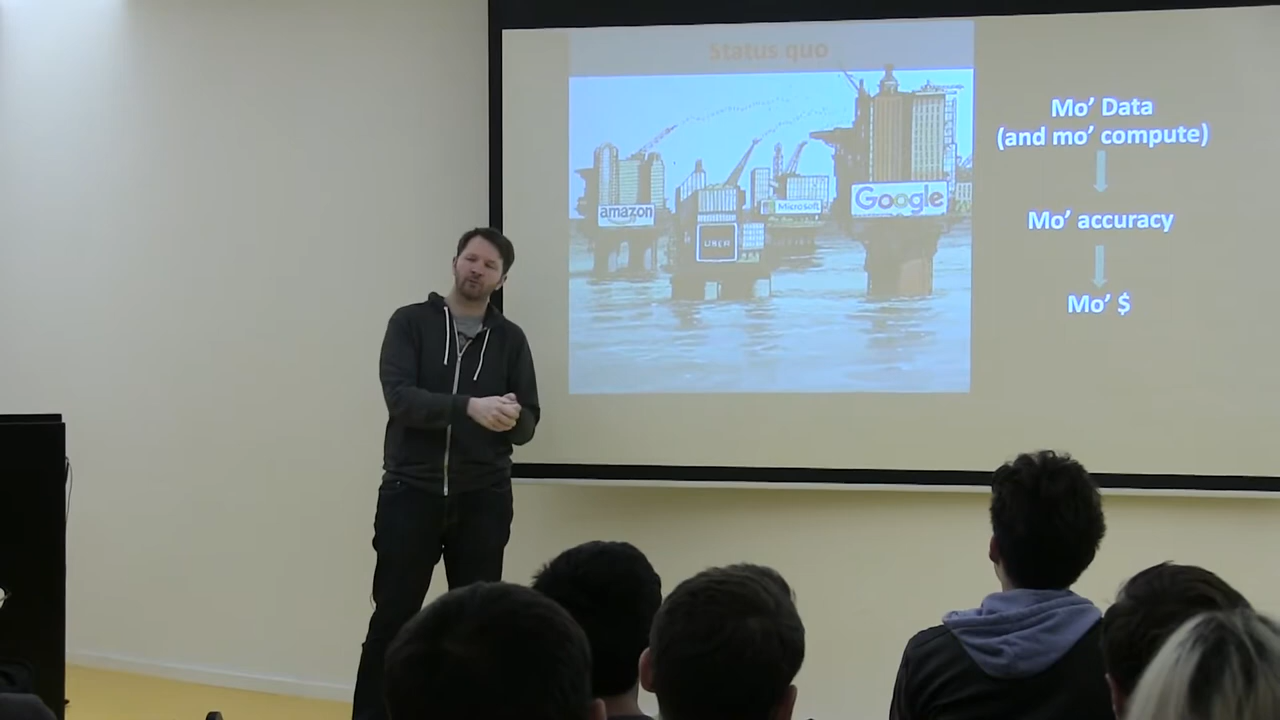 Status quo
amazon
UBER
Microsoft
Google
Mo' Data
(and mo' compute)
Mo' accuracy
Mo' $